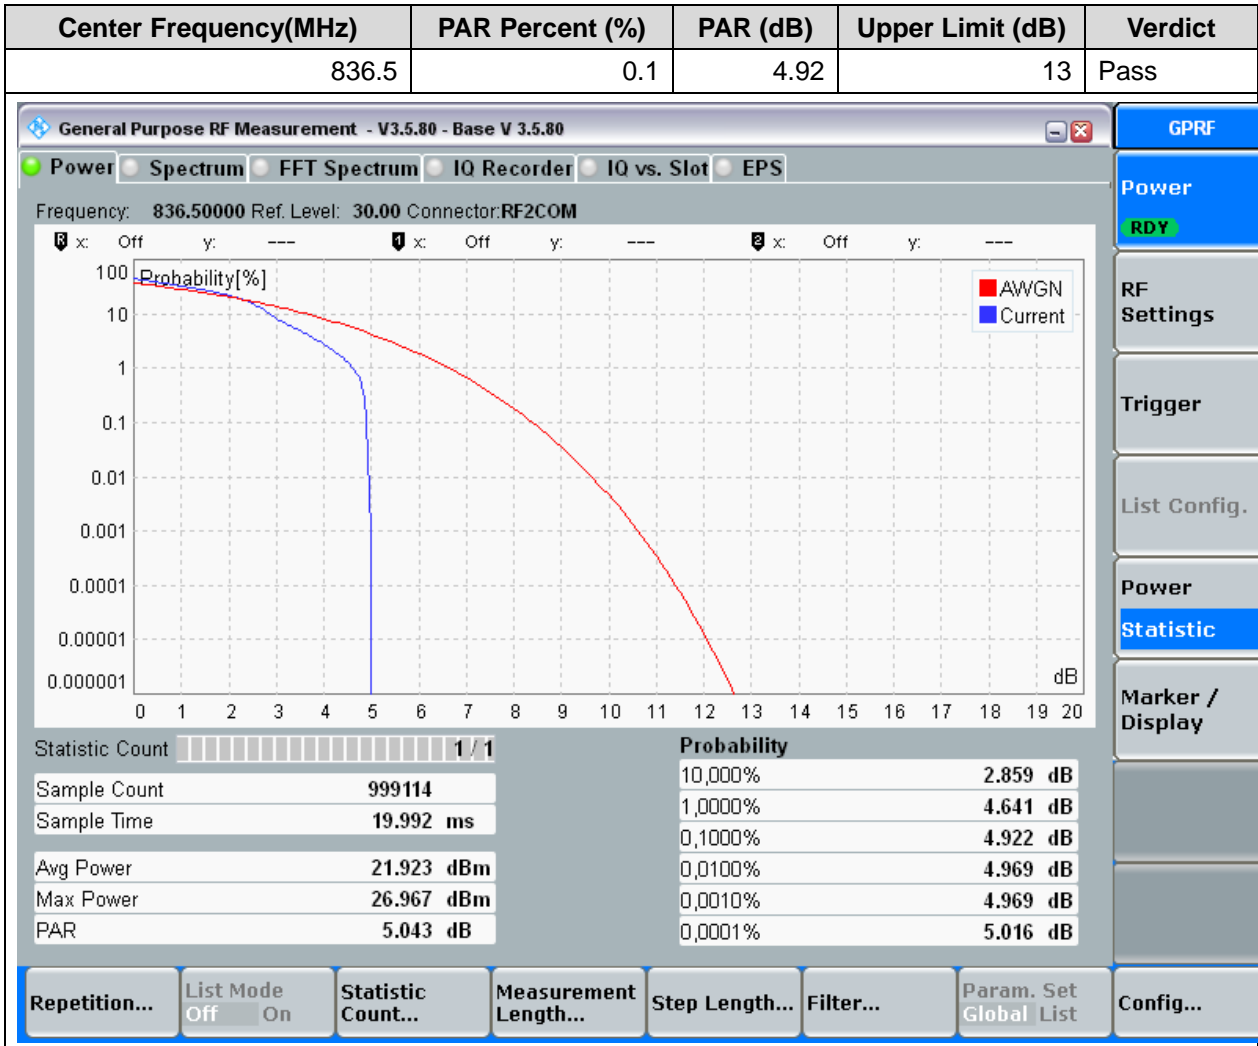 Center Frequency(MHz) PAR Percent (%) PAR (dB) Upper Limit (dB) Verdict
836.5 0.1 4.92 13 Pass
General Purpose RF Measurement - V3.5.80 - Base V 3.5.80
GPRF
Power Spectrum FFT Spectrum IQ Recorder IQ vs. Slot EPS
Power
RDY
Frequency: 836.50000 Ref. Level: 30.00 Connector:RF2COM
R x: Off y: --- 1 x: Off y: --- 2 x: Off y: ---
Probability[%]
AWGN
Current
100
10
1
0.1
0.01
0.001
0.0001
0.00001
0.000001
dB
0 1 2 3 4 5 6 7 8 9 10 11 12 13 14 15 16 17 18 19 20
RF
Settings
Trigger
List Config.
Power
Statistic
Marker /
Display
Statistic Count 1 / 1
Sample Count 999114
Sample Time 19.992 ms
Avg Power 21.923 dBm
Max Power 26.967 dBm
PAR 5.043 dB
Probability
10,000% 2.859 dB
1,0000% 4.641 dB
0,1000% 4.922 dB
0,0100% 4.969 dB
0,0010% 4.969 dB
0,0001% 5.016 dB
Repetition...
List Mode
Off On
Statistic
Count...
Measurement
Length...
Step Length...
Filter...
Param. Set
Global List
Config...